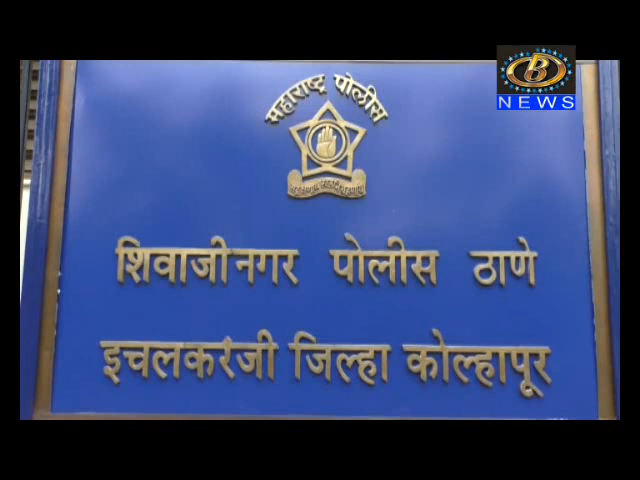 B
NEWS
महाराष्ट्र पोलीस
शिवाजीनगर पोलीस ठाणे
इचलकरंजी जिल्हा कोल्हापूर